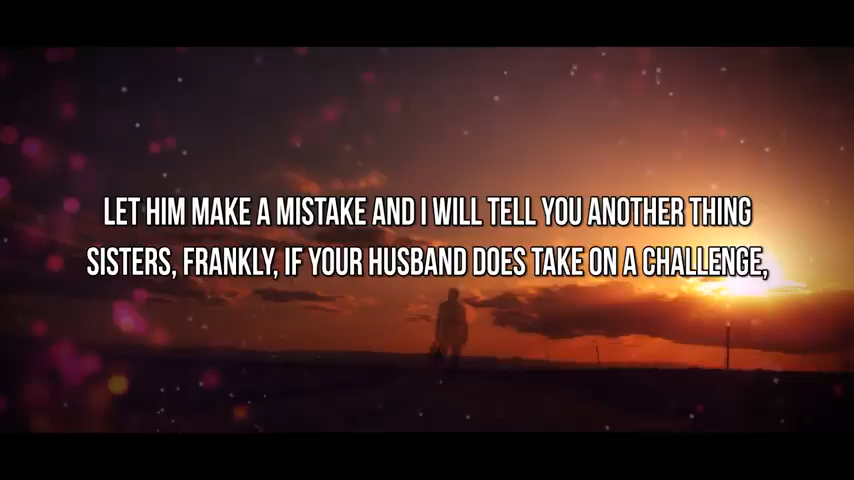 LET HIM MAKE A MISTAKE AND I WILL TELL YOU ANOTHER THING
SISTERS, FRANKLY, IF YOUR HUSBAND DOES TAKE ON A CHALLENGE,